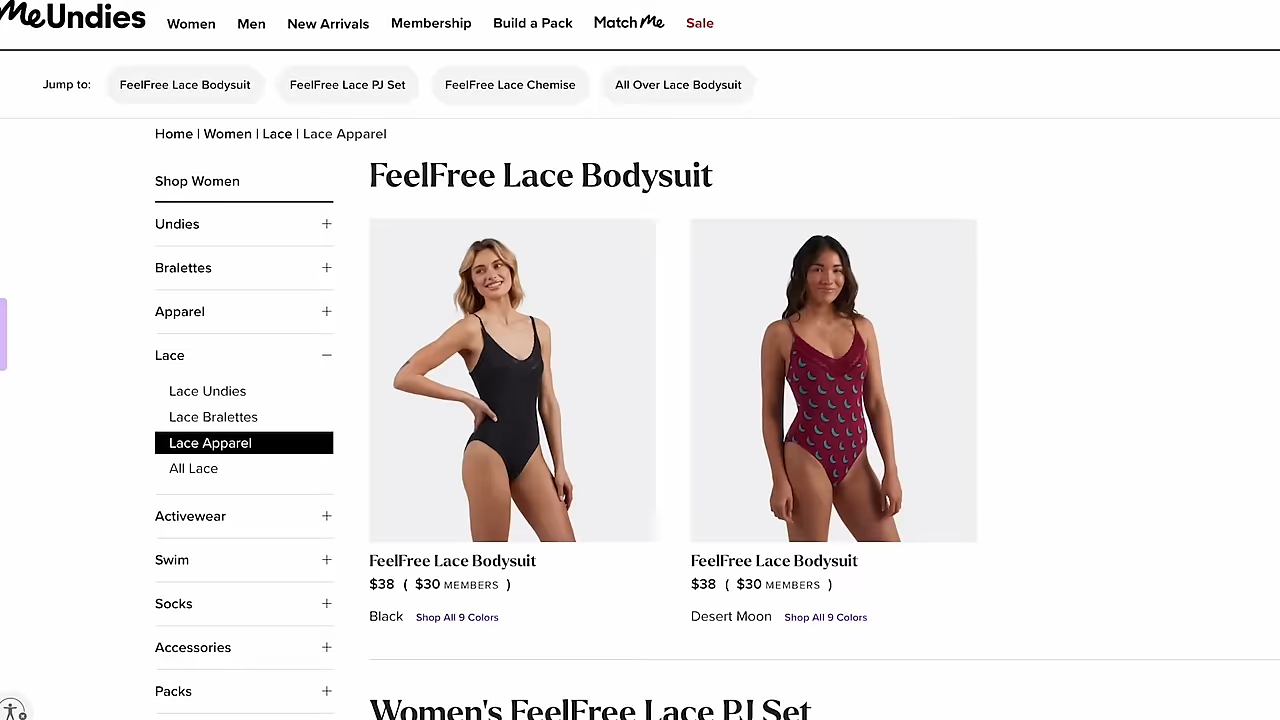 MeUndies
Women
Men
New Arrivals
Membership
Build a Pack
MatchMe
Sale
Jump to:
FeelFree Lace Bodysuit
FeelFree Lace PJ Set
FeelFree Lace Chemise
All Over Lace Bodysuit
Home | Women | Lace | Lace Apparel
Shop Women
Undies +
Bralettes +
Apparel +
Lace −
Lace Undies
Lace Bralettes
Lace Apparel
All Lace
Activewear +
Swim +
Socks +
Accessories +
Packs +
FeelFree Lace Bodysuit
FeelFree Lace Bodysuit
$38 ( $30 MEMBERS )
Black Shop All 9 Colors
FeelFree Lace Bodysuit
$38 ( $30 MEMBERS )
Desert Moon Shop All 9 Colors
Women's FeelFree Lace PJ Set